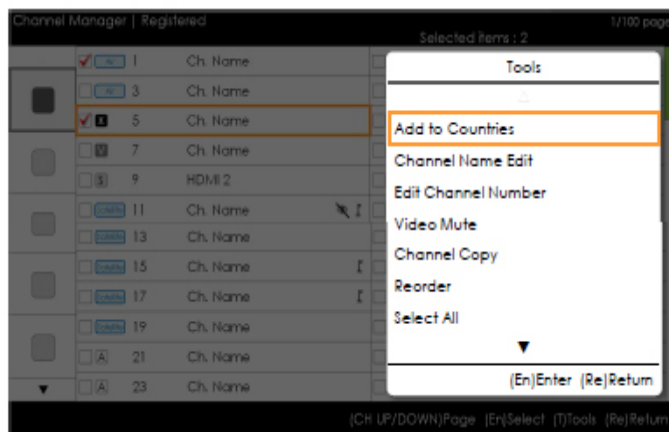 Channel Manager | Registered
1/100 page
Selected items : 2
1 Ch. Name
3 Ch. Name
5 Ch. Name
7 Ch. Name
9 HDMI 2
11 Ch. Name
13 Ch. Name
15 Ch. Name
17 Ch. Name
19 Ch. Name
A 21 Ch. Name
A 23 Ch. Name
Tools
Add to Countries
Channel Name Edit
Edit Channel Number
Video Mute
Channel Copy
Reorder
Select All
(En)Enter (Re)Return
(CH UP/DOWN)Page (En)Select (T)Tools (Re)Return